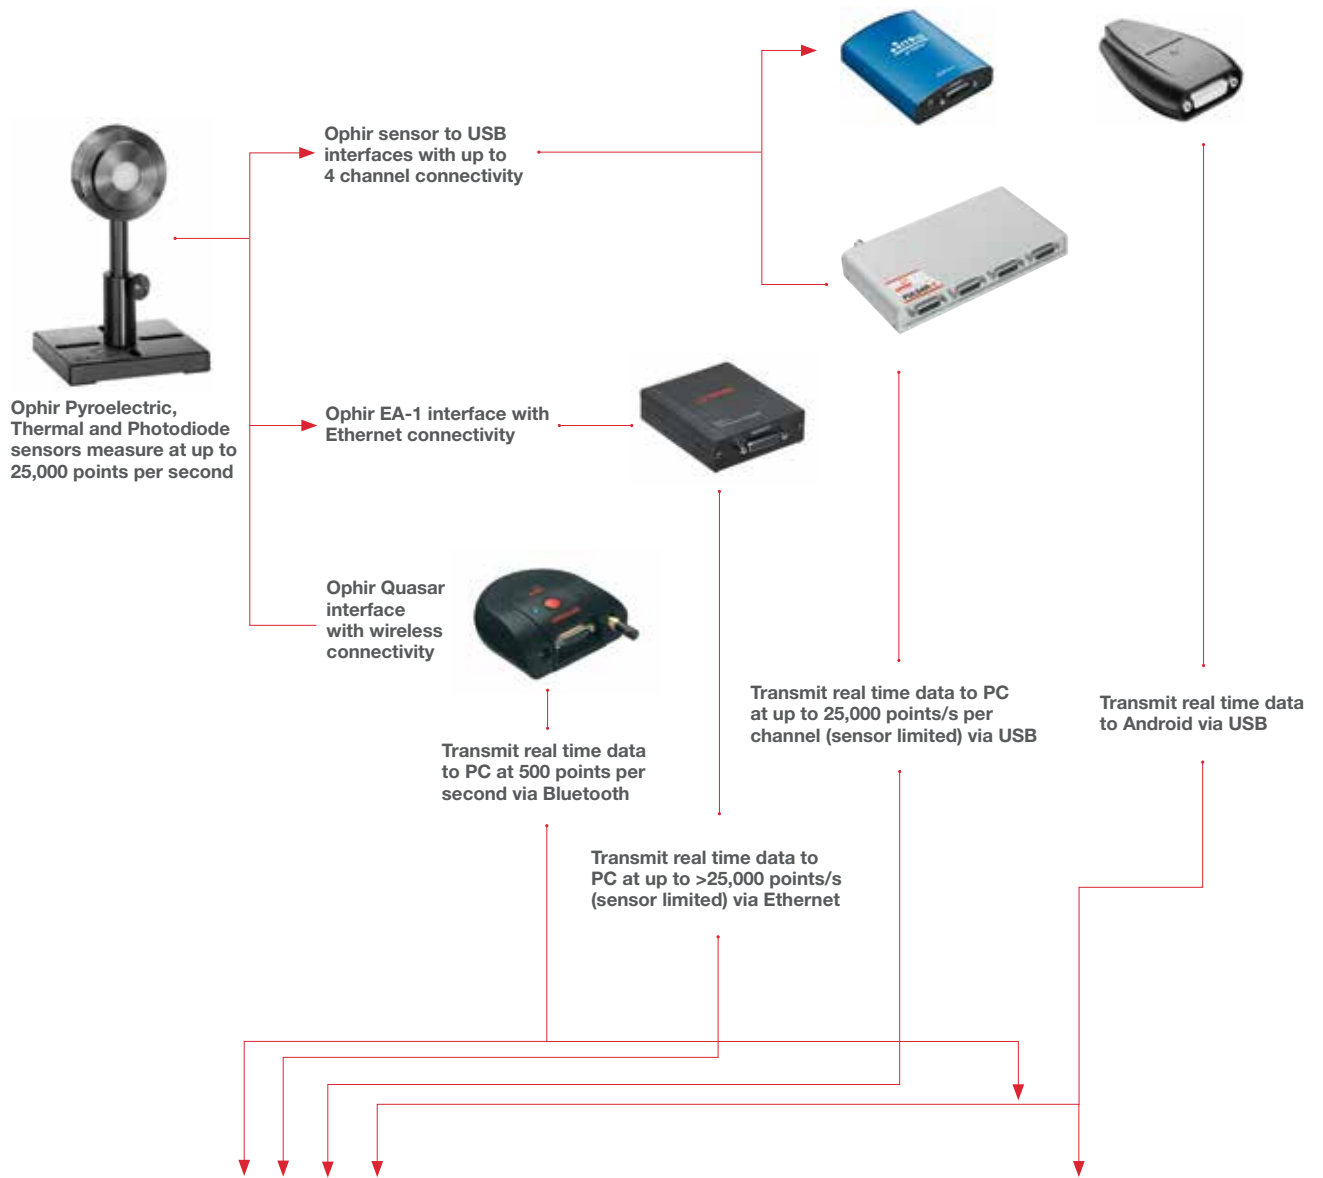 Ophir sensor to USB
interfaces with up to
4 channel connectivity
Ophir Pyroelectric,
Thermal and Photodiode
sensors measure at up to
25,000 points per second
Ophir EA-1 interface with
Ethernet connectivity
Ophir Quasar
interface
with wireless
connectivity
Transmit real time data to PC
at up to 25,000 points/s per
channel (sensor limited) via USB
Transmit real time data
to Android via USB
Transmit real time data
to PC at 500 points per
second via Bluetooth
Transmit real time data to
PC at up to >25,000 points/s
(sensor limited) via Ethernet